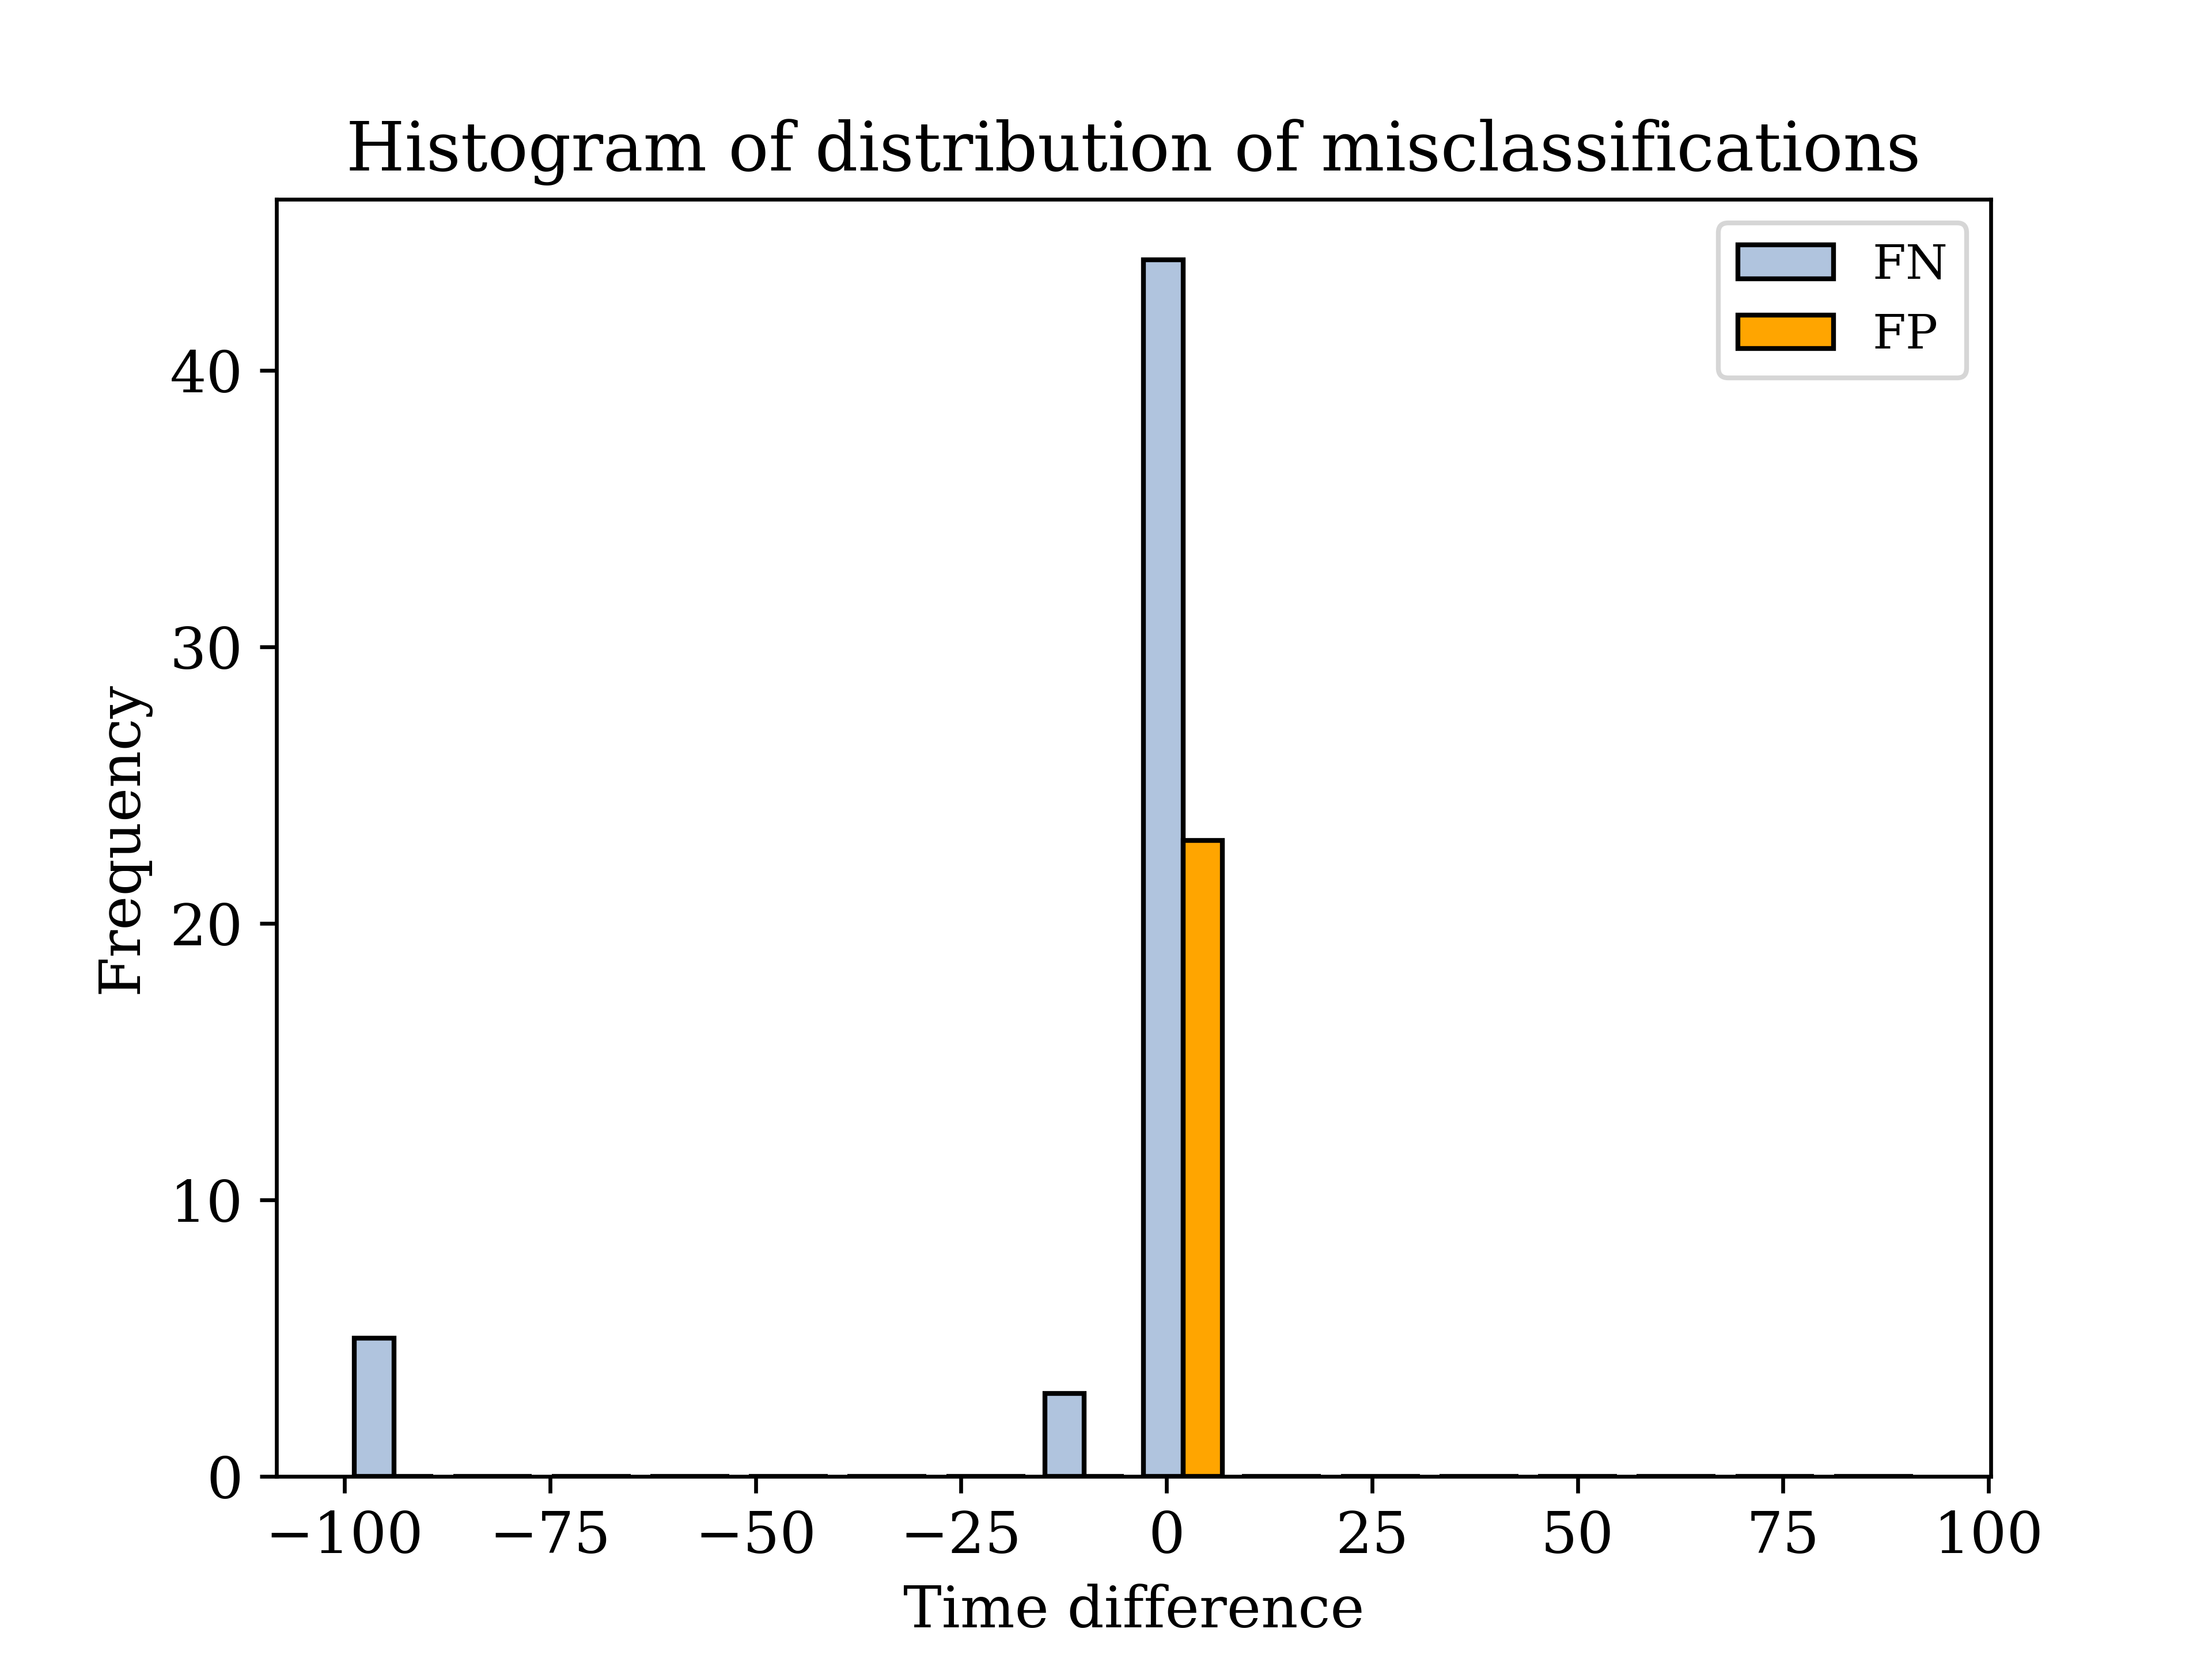 Histogram of distribution of misclassifications
FN
FP
40
30
20
10
0
Frequency
−100 −75 −50 −25 0 25 50 75 100
Time difference